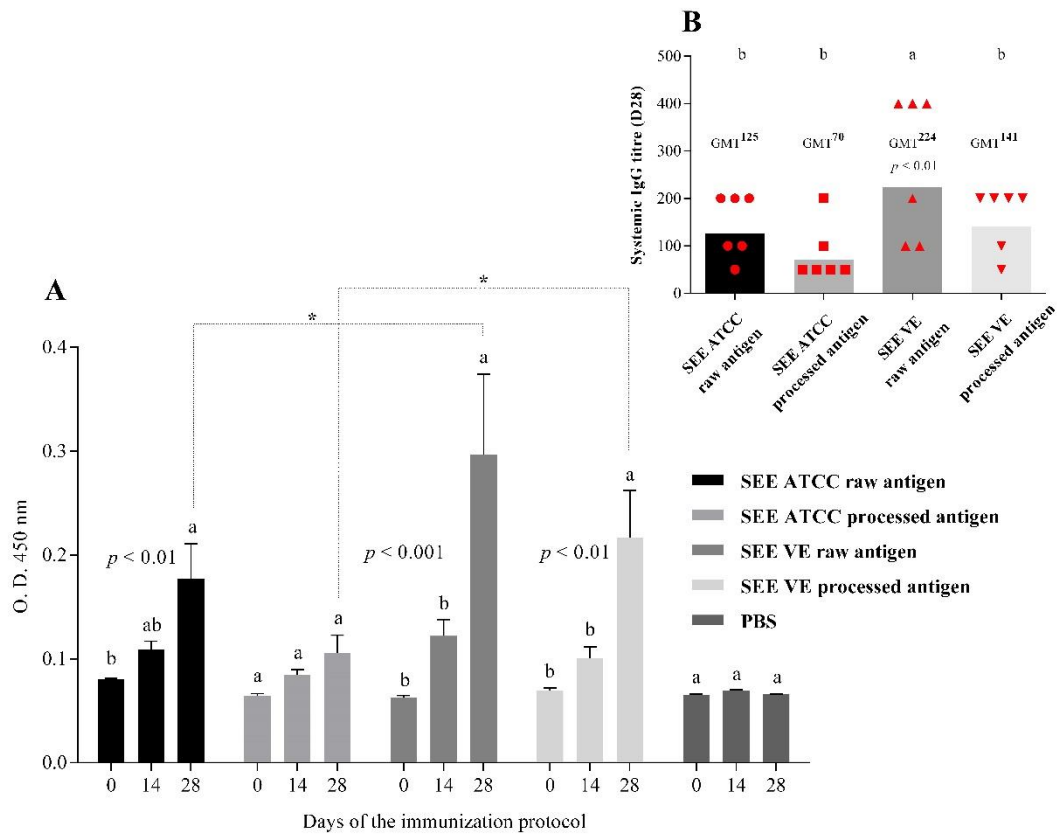 B
b b a b
500
400
300
200
100
0
Systemic IgG titre (D28)
GMT125 GMT70 GMT224 GMT141
p < 0.01
SEE ATCC
raw antigen
SEE ATCC
processed antigen
SEE VE
raw antigen
SEE VE
processed antigen
A
* *
0.4
0.3
0.2
0.1
0.0
O. D. 450 nm
p < 0.01 p < 0.001 p < 0.01
b ab a
a a a
b b a
b b a
a a a
0 14 28 0 14 28 0 14 28 0 14 28 0 14 28
Days of the immunization protocol
SEE ATCC raw antigen
SEE ATCC processed antigen
SEE VE raw antigen
SEE VE processed antigen
PBS